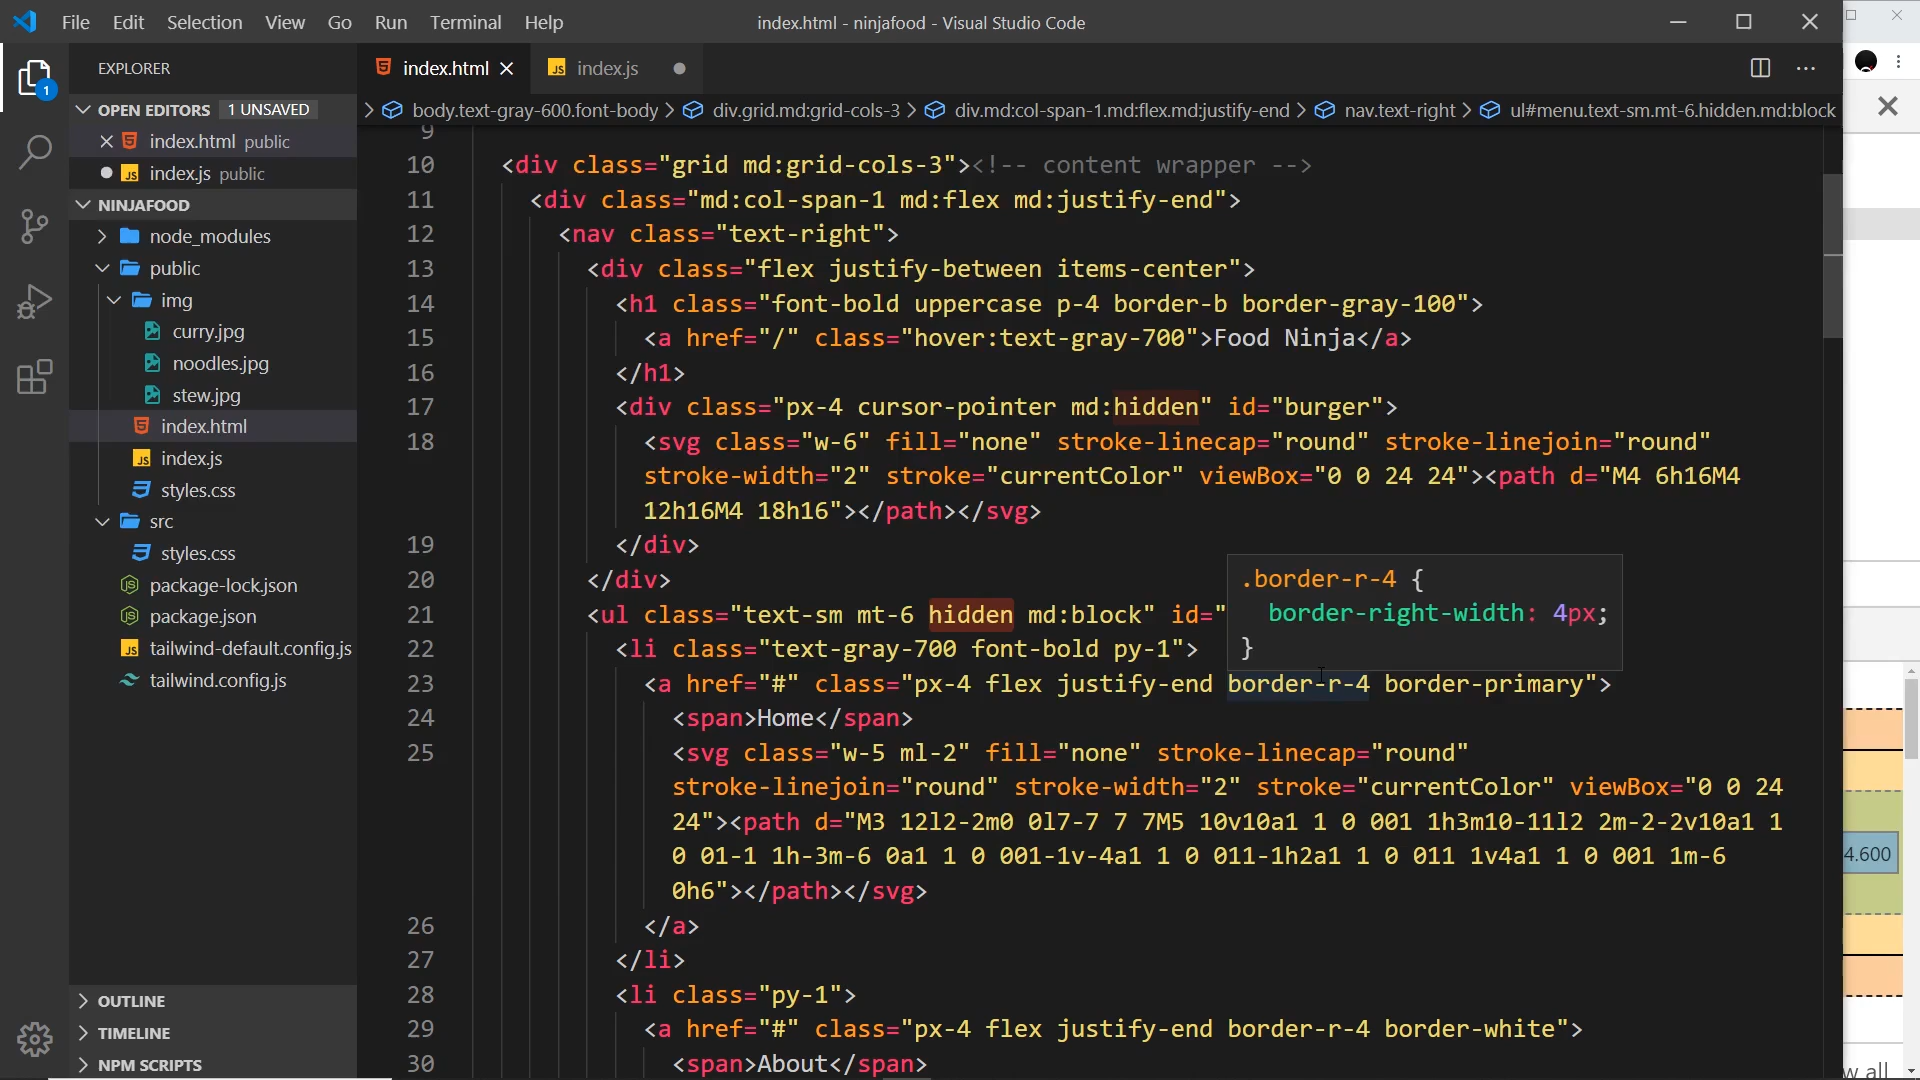 File Edit Selection View Go Run Terminal Help
index.html - ninjafood - Visual Studio Code
EXPLORER
index.html
JS index.js
OPEN EDITORS 1 UNSAVED
index.html public
JS index.js public
NINJAFOOD
node_modules
public
img
curry.jpg
noodles.jpg
stew.jpg
index.html
JS index.js
styles.css
src
styles.css
package-lock.json
package.json
JS tailwind-default.config.js
tailwind.config.js
OUTLINE
TIMELINE
NPM SCRIPTS
1
body.text-gray-600.font-body > div.grid.md:grid-cols-3 > div.md:col-span-1.md:flex.md:justify-end > nav.text-right > ul#menu.text-sm.mt-6.hidden.md:block
9
10 <div class="grid md:grid-cols-3"><!-- content wrapper -->
11 <div class="md:col-span-1 md:flex md:justify-end">
12 <nav class="text-right">
13 <div class="flex justify-between items-center">
14 <h1 class="font-bold uppercase p-4 border-b border-gray-100">
15 <a href="/" class="hover:text-gray-700">Food Ninja</a>
16 </h1>
17 <div class="px-4 cursor-pointer md:hidden" id="burger">
18 <svg class="w-6" fill="none" stroke-linecap="round" stroke-linejoin="round"
stroke-width="2" stroke="currentColor" viewBox="0 0 24 24"><path d="M4 6h16M4
12h16M4 18h16"></path></svg>
19 </div>
20 </div>
21 <ul class="text-sm mt-6 hidden md:block" id="
22 <li class="text-gray-700 font-bold py-1">
23 <a href="#" class="px-4 flex justify-end border-r-4 border-primary">
24 <span>Home</span>
25 <svg class="w-5 ml-2" fill="none" stroke-linecap="round"
stroke-linejoin="round" stroke-width="2" stroke="currentColor" viewBox="0 0 24
24"><path d="M3 12l2-2m0 0l7-7 7 7M5 10v10a1 1 0 001 1h3m10-11l2 2m-2-2v10a1 1
0 01-1 1h-3m-6 0a1 1 0 001-1v-4a1 1 0 011-1h2a1 1 0 011 1v4a1 1 0 001 1m-6
0h6"></path></svg>
26 </a>
27 </li>
28 <li class="py-1">
29 <a href="#" class="px-4 flex justify-end border-r-4 border-white">
30 <span>About</span>
.border-r-4 {
border-right-width: 4px;
}
4.600
w all